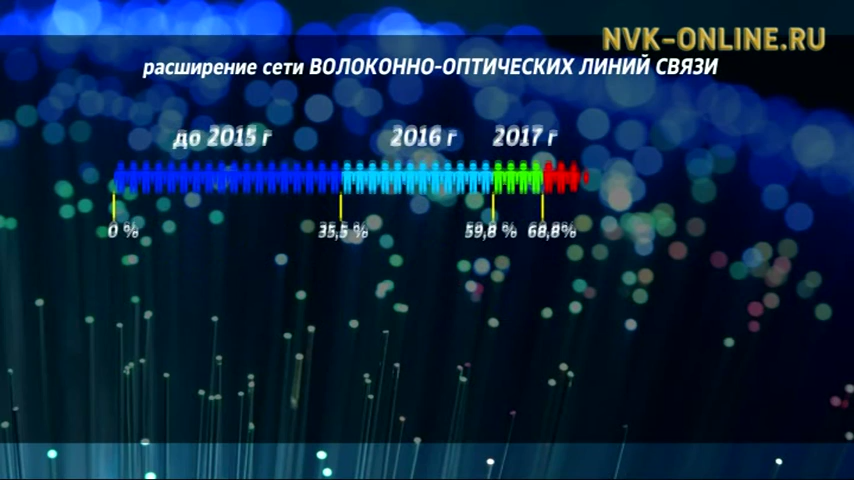 NVK-ONLINE.RU
расширение сети ВОЛОКОННО-ОПТИЧЕСКИХ ЛИНИЙ СВЯЗИ
до 2015 г 2016 г 2017 г
0 % 35,5 % 59,8 % 68,8%